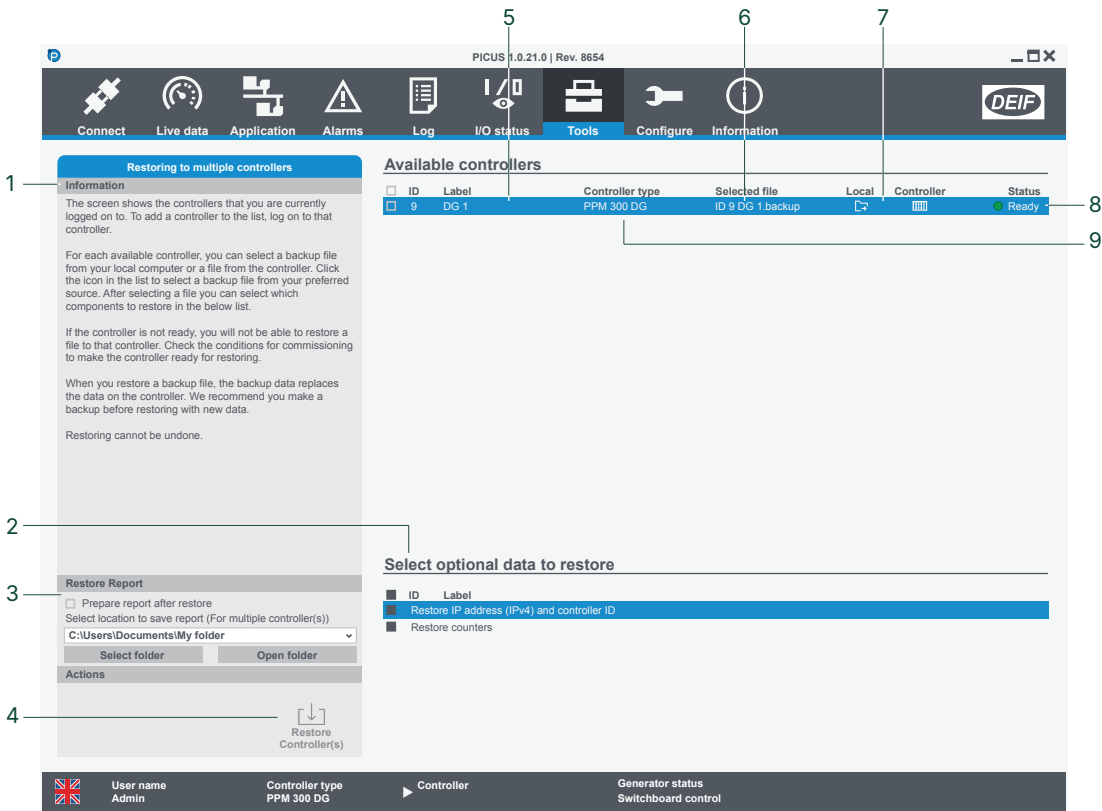 5 6 7
PICUS 1.0.21.0 | Rev. 8654
Connect Live data Application Alarms Log I/O status Tools Configure Information
DEIF
Restoring to multiple controllers
1
Information
The screen shows the controllers that you are currently
logged on to. To add a controller to the list, log on to that
controller.
For each available controller, you can select a backup file
from your local computer or a file from the controller. Click
the icon in the list to select a backup file from your preferred
source. After selecting a file you can select which
components to restore in the below list.
If the controller is not ready, you will not be able to restore a
file to that controller. Check the conditions for commissioning
to make the controller ready for restoring.
When you restore a backup file, the backup data replaces
the data on the controller. We recommend you make a
backup before restoring with new data.
Restoring cannot be undone.
Available controllers
ID Label Controller type Selected file Local Controller Status
9 DG 1 PPM 300 DG ID 9 DG 1.backup Ready
8
9
2
Select optional data to restore
ID Label
Restore IP address (IPv4) and controller ID
Restore counters
Restore Report
3
Prepare report after restore
Select location to save report (For multiple controller(s))
C:\Users\Documents\My folder
Select folder Open folder
Actions
4
Restore
Controller(s)
User name Controller type Controller Generator status
Admin PPM 300 DG Switchboard control